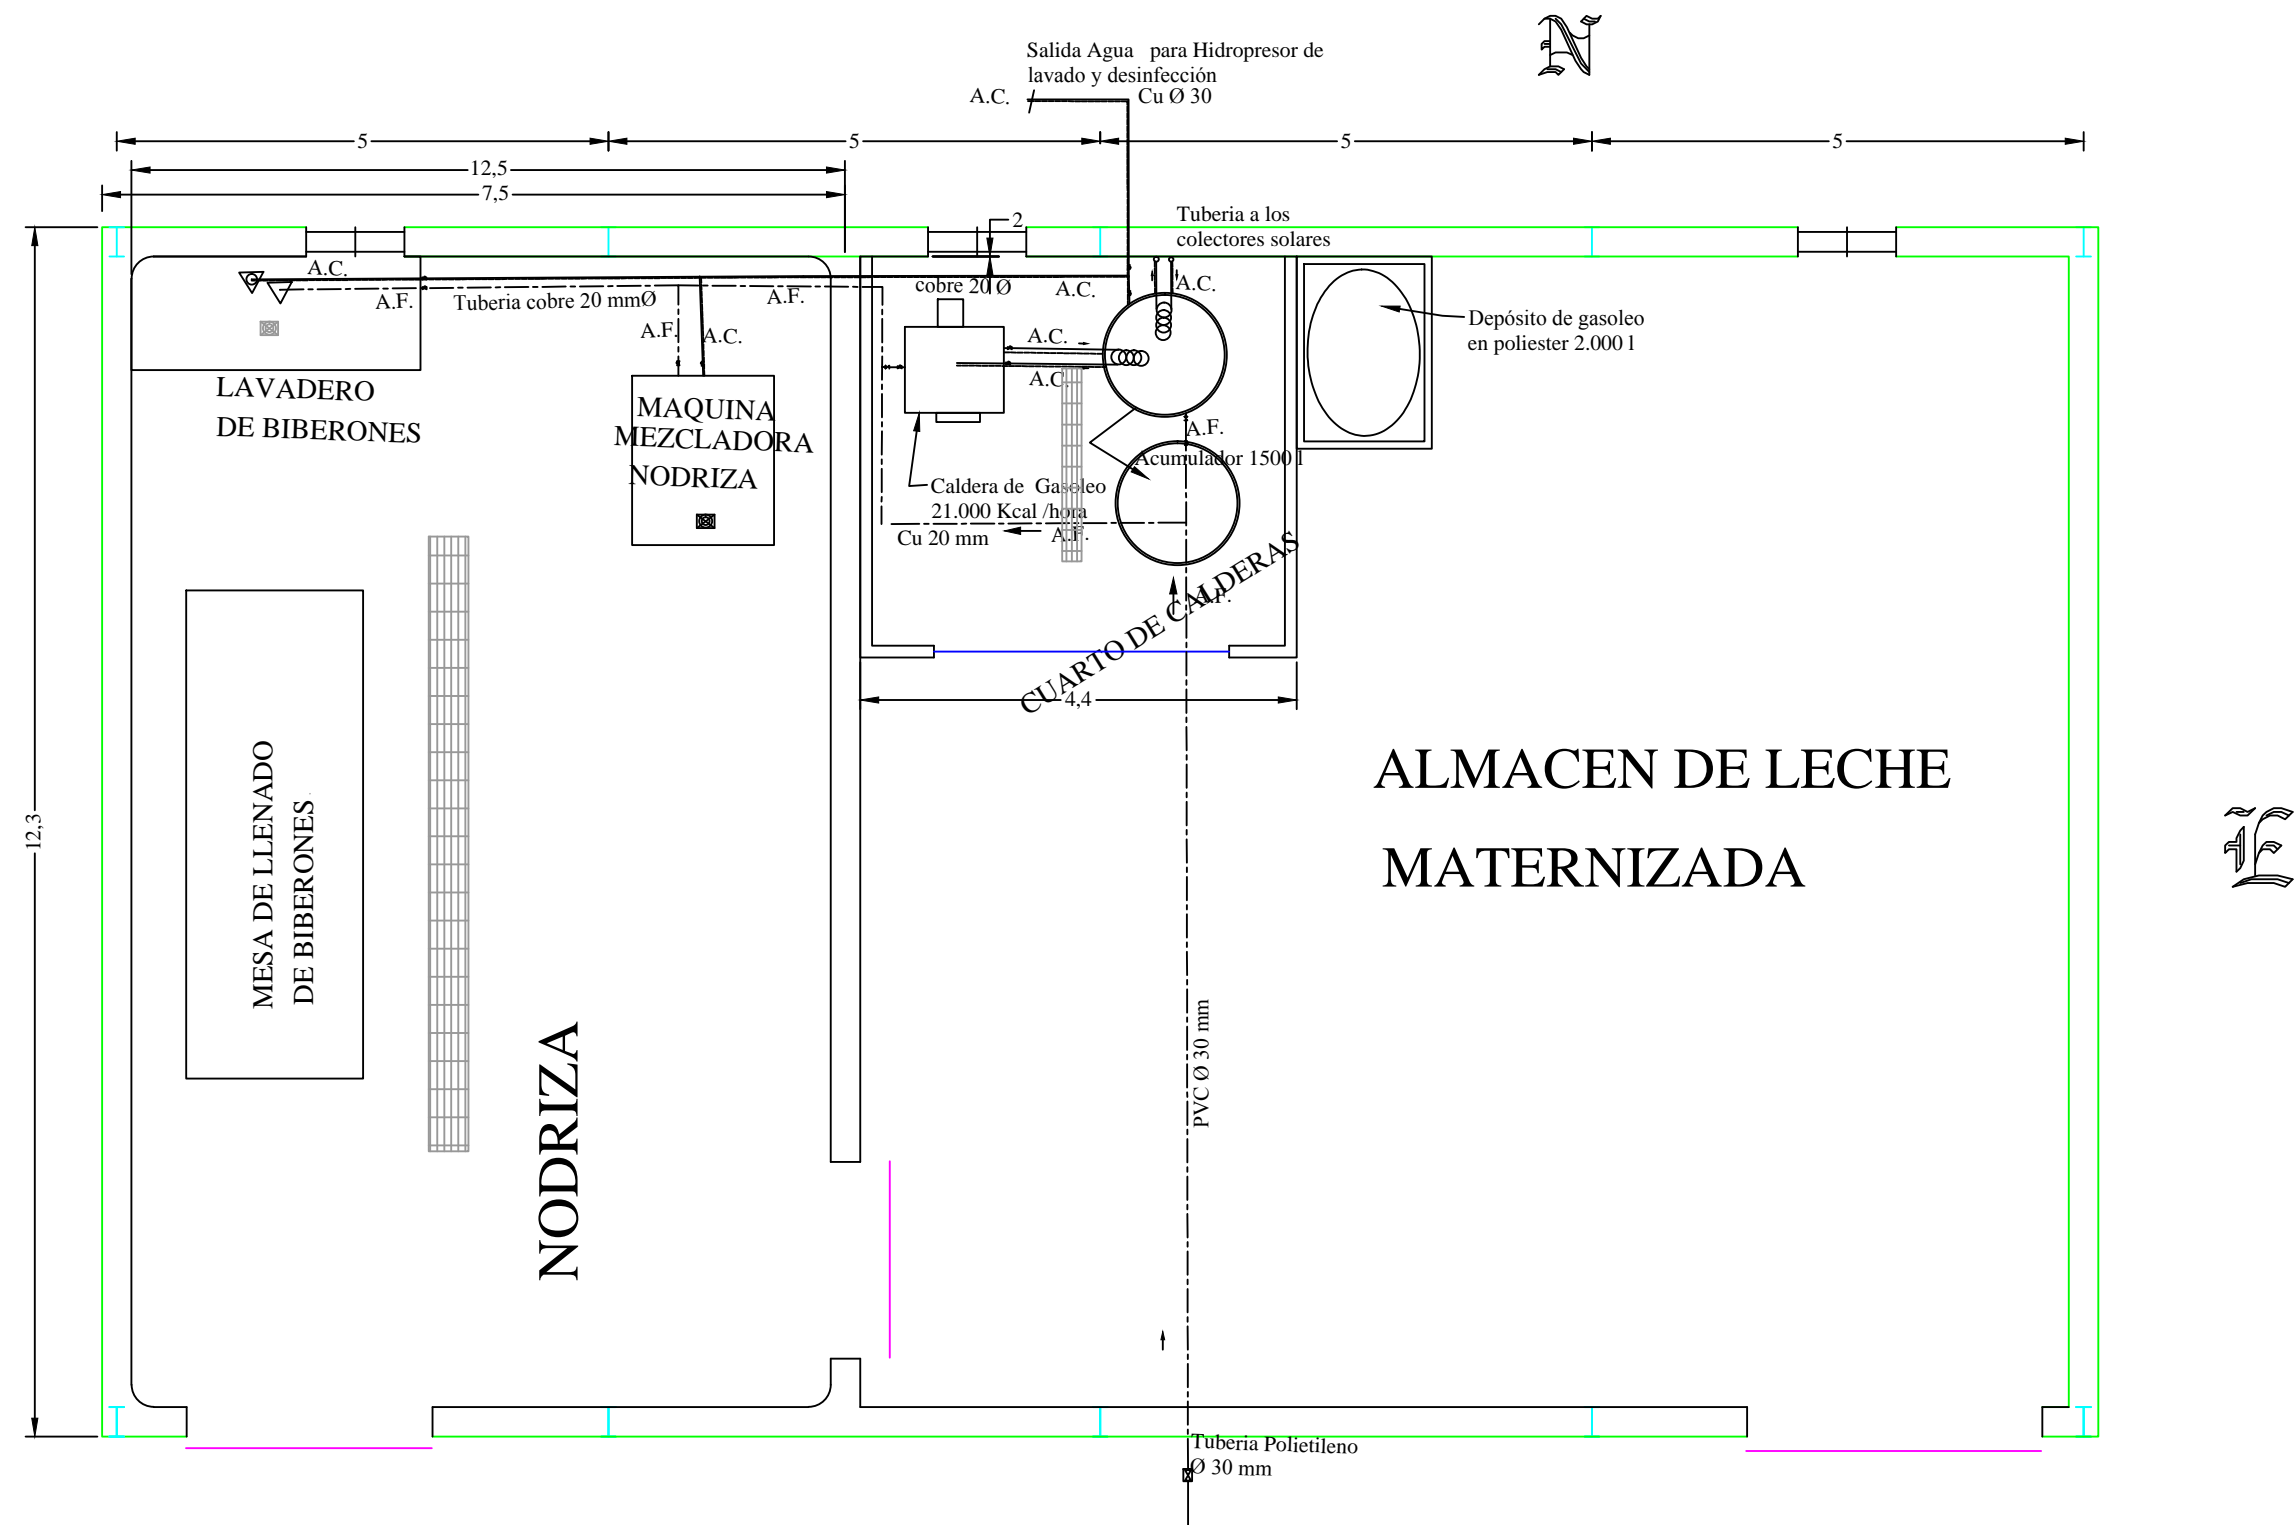 N
Salida Agua para Hidropresor de
lavado y desinfección
A.C.
Cu Ø 30
5
5
5
5
12,5
7,5
2
Tuberia a los
colectores solares
A.C.
A.F.
Tuberia cobre 20 mmØ
A.F.
cobre 20 Ø
A.C.
A.C.
A.F.
A.C.
A.C.
A.C.
Depósito de gasoleo
en poliester 2.000 l
LAVADERO
DE BIBERONES
MAQUINA
MEZCLADORA
NODRIZA
A.F.
Acumulador 1500 l
Caldera de Gasoleo
21.000 Kcal /hora
Cu 20 mm
A.F.
A.F.
CUARTO DE CALDERAS
4,4
12,3
MESA DE LLENADO
DE BIBERONES
ALMACEN DE LECHE
MATERNIZADA
E
NODRIZA
PVC Ø 30 mm
Tuberia Polietileno
Ø 30 mm